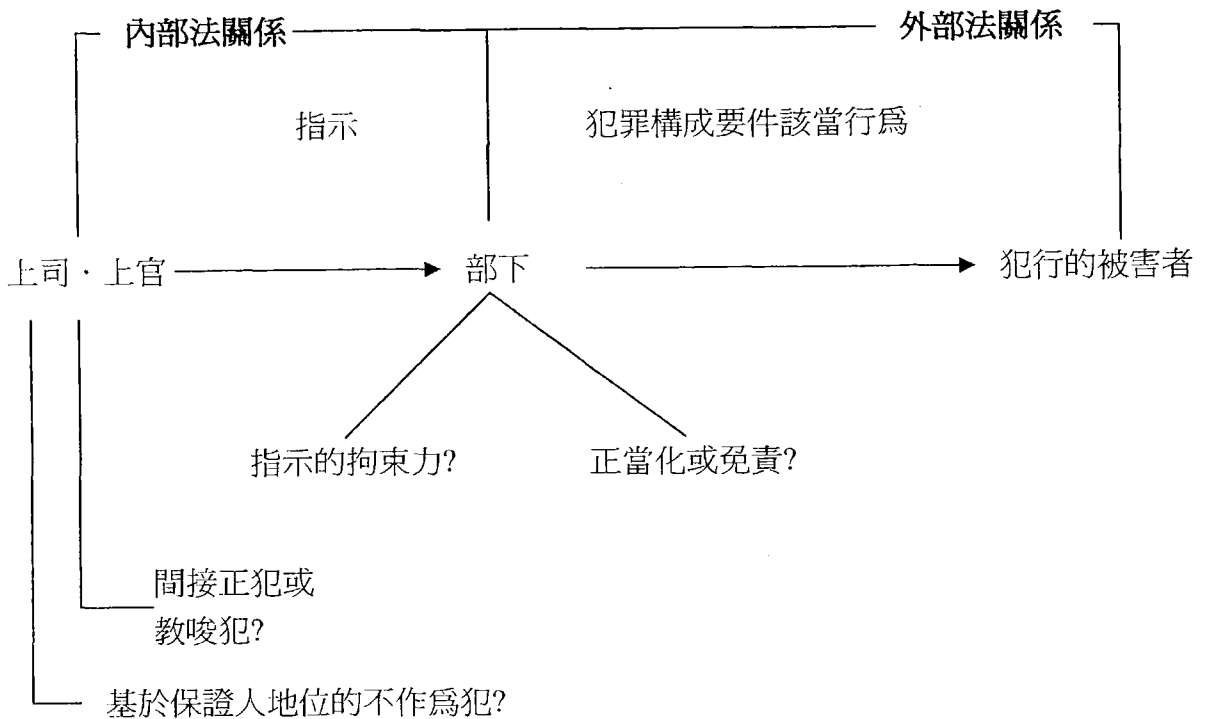 內部法關係
外部法關係
指示
犯罪構成要件該當行爲
上司·上官
部下
犯行的被害者
指示的拘束力?
正當化或免責?
間接正犯或
教唆犯?
基於保證人地位的不作爲犯?